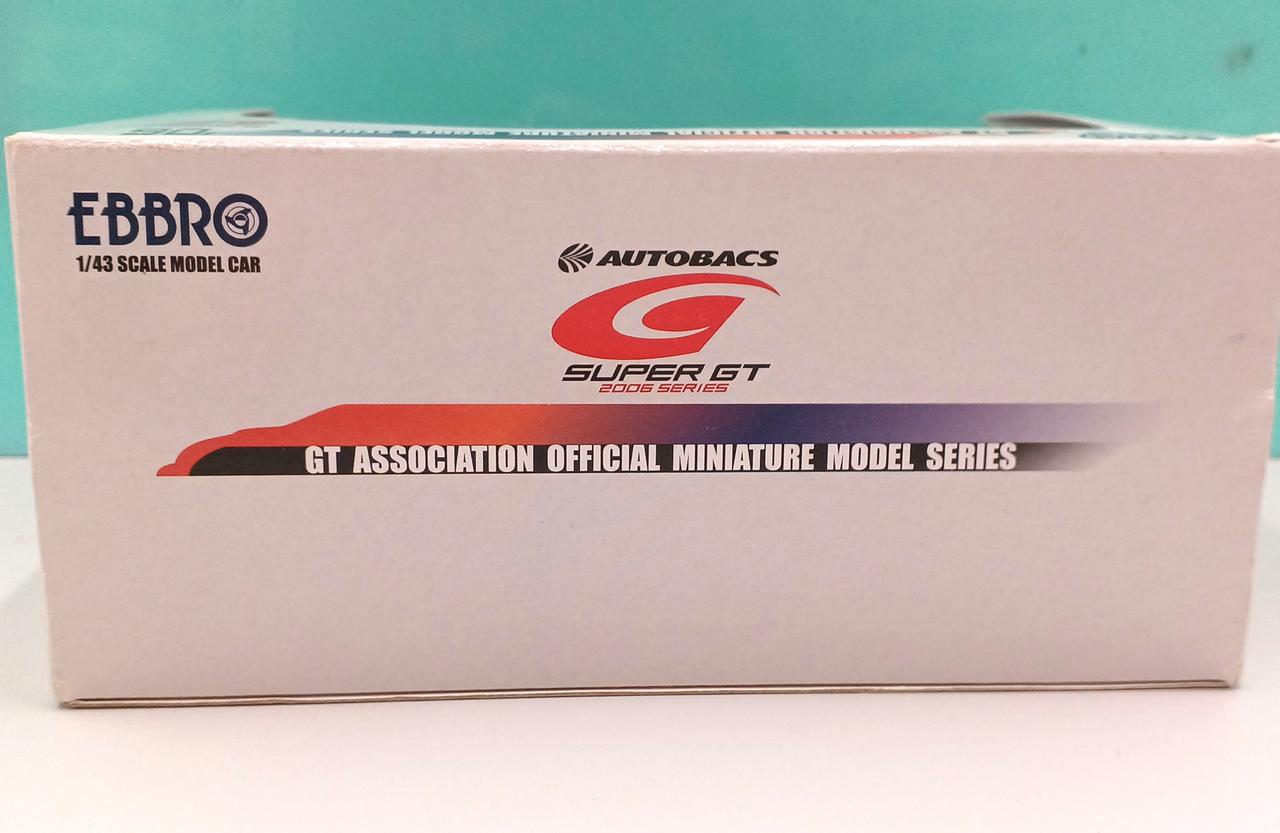 EBBRO
1/43 SCALE MODEL CAR
AUTOBACS
SUPER GT
2006 SERIES
GT ASSOCIATION OFFICIAL MINIATURE MODEL SERIES